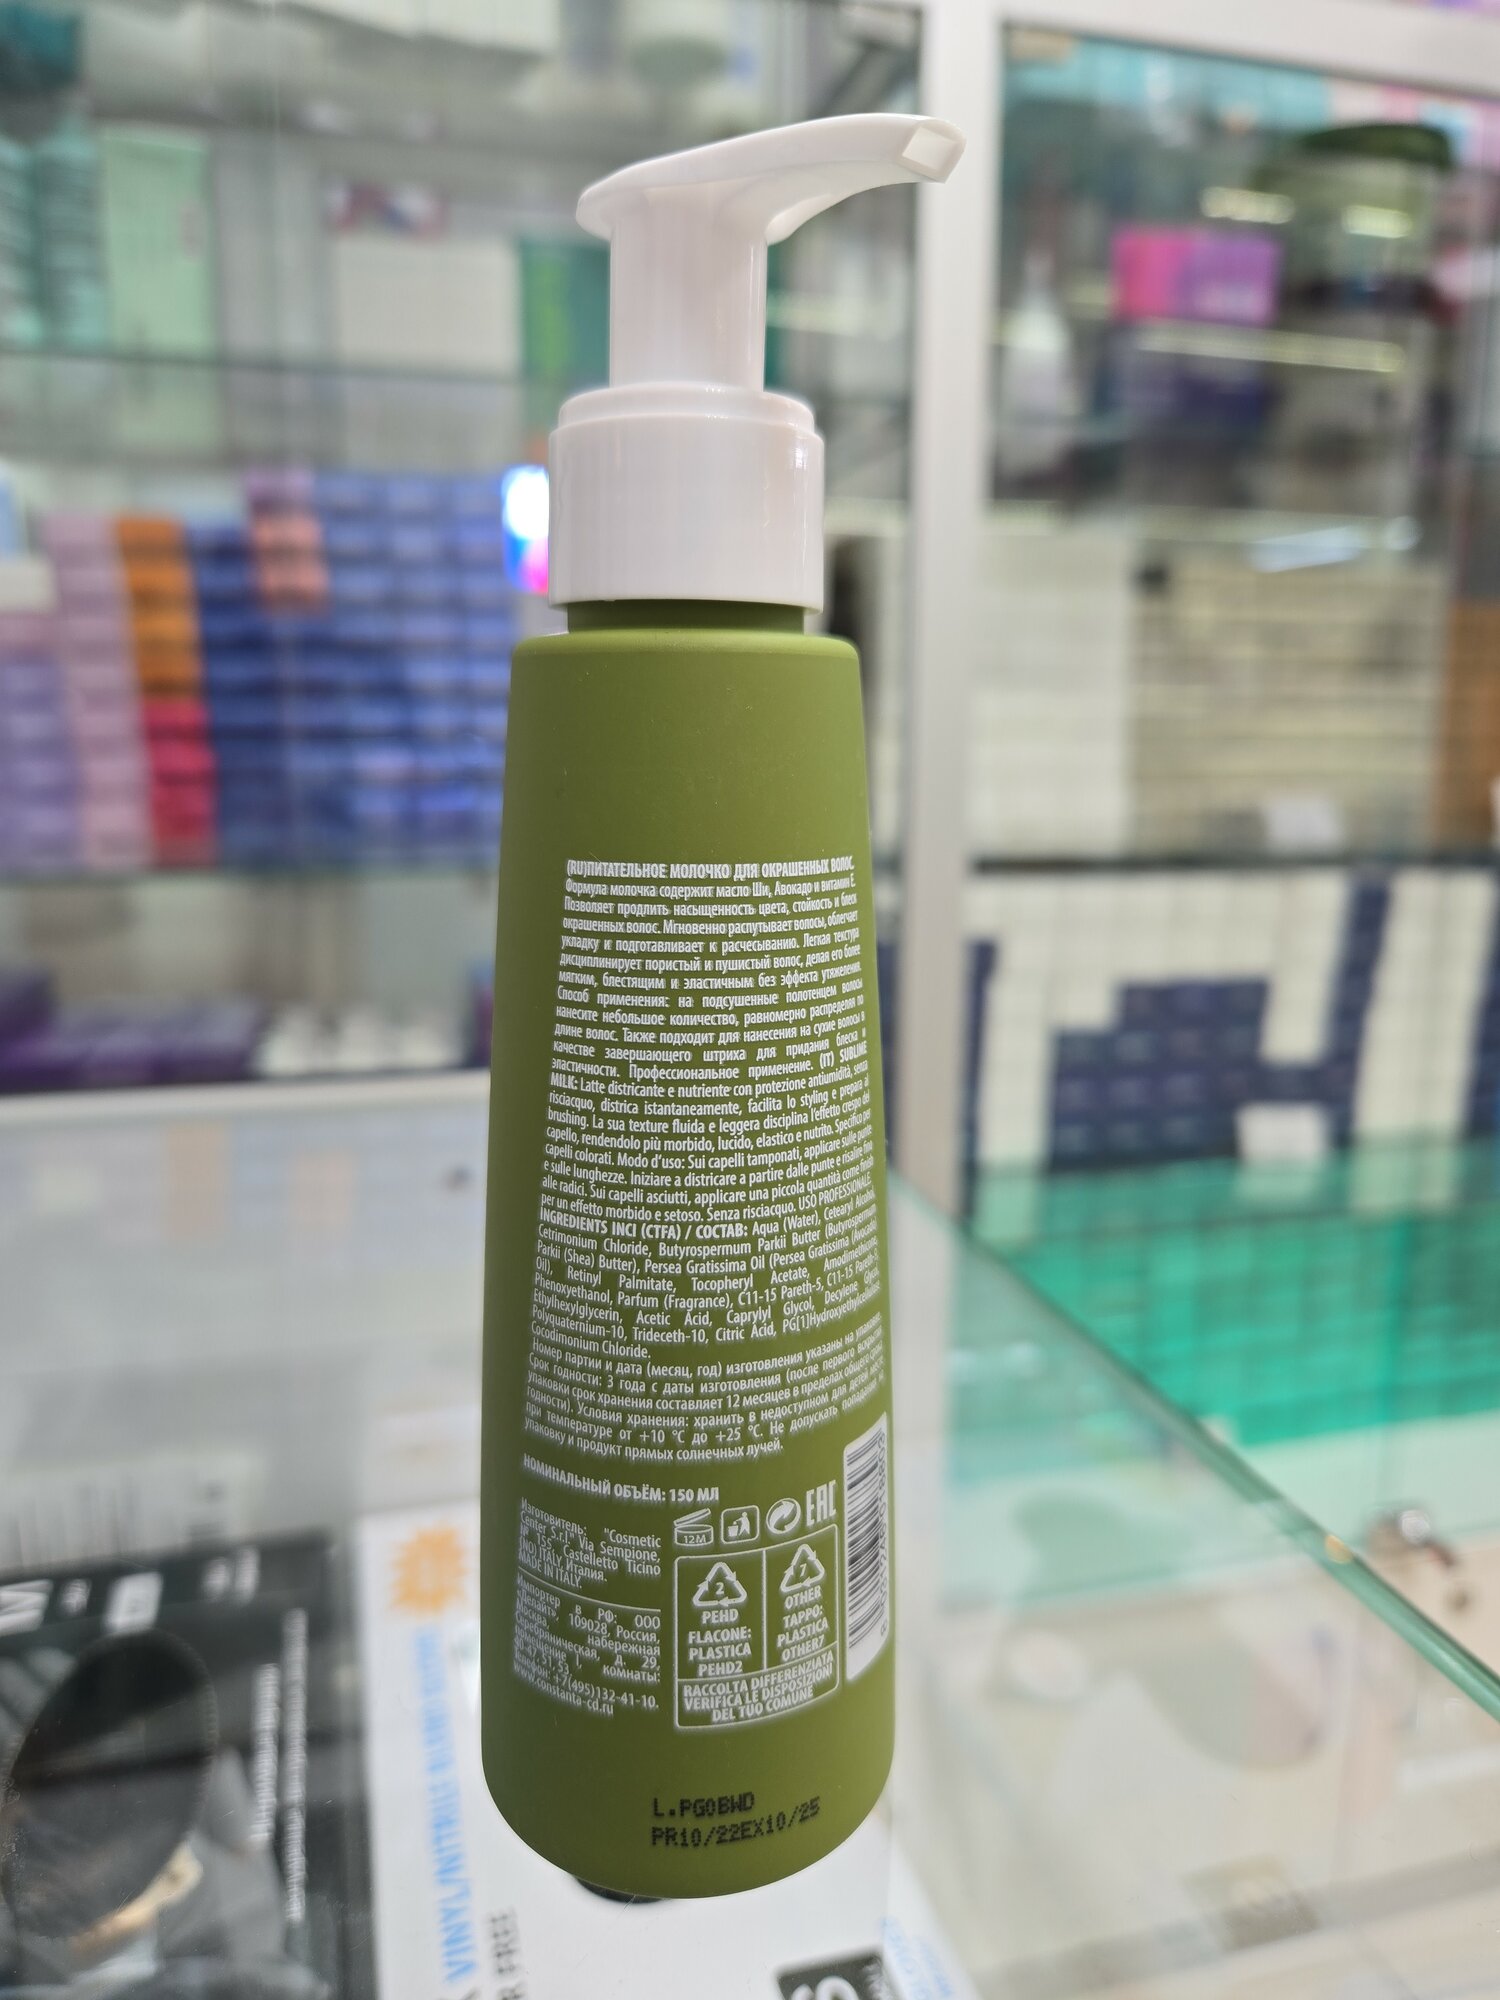 (RU)ПИТАТЕЛЬНОЕ МОЛОЧКО ДЛЯ ОКРАШЕННЫХ ВОЛОС.
Формула молочка содержит масло Ши, Авокадо и витамин Е.
Позволяет продлить насыщенность цвета, стойкость и блеск
окрашенных волос. Мгновенно распутывает волосы, облегчает
укладку и подготавливает к расчесыванию. Легкая текстура
дисциплинирует пористый и пушистый волос, делая его более
мягким, блестящим и эластичным без эффекта утяжеления.
Способ применения: на подсушенные полотенцем волосы
нанесите небольшое количество, равномерно распределяя по
длине волос. Также подходит для нанесения на сухие волосы в
качестве завершающего штриха для придания блеска и
эластичности. Профессиональное применение. (IT) SUBLIME
MILK: Latte districante e nutriente con protezione antiumidità, senza
risciacquo, districa istantaneamente, facilita lo styling e prepara al
brushing. La sua texture fluida e leggera disciplina l'effetto crespo del
capello, rendendolo più morbido, lucido, elastico e nutrito. Specifico per
capelli colorati. Modo d'uso: Sui capelli tamponati, applicare sulle punte
e sulle lunghezze. Iniziare a districare a partire dalle punte e risalire fino
alle radici. Sui capelli asciutti, applicare una piccola quantità come finish
per un effetto morbido e setoso. Senza risciacquo. USO PROFESSIONALE.
INGREDIENTS INCI (CTFA) / СОСТАВ: Aqua (Water), Cetearyl Alcohol,
Cetrimonium Chloride, Butyrospermum Parkii Butter (Butyrospermum
Parkii (Shea) Butter), Persea Gratissima Oil (Persea Gratissima (Avocado)
Oil), Retinyl Palmitate, Tocopheryl Acetate, Amodimethicone,
Phenoxyethanol, Parfum (Fragrance), C11-15 Pareth-5, C11-15 Pareth-9,
Ethylhexylglycerin, Acetic Acid, Caprylyl Glycol, Decylene Glycol,
Polyquaternium-10, Trideceth-10, Citric Acid, PG[1]Hydroxyethylcellulose
Cocodimonium Chloride.
Номер партии и дата (месяц, год) изготовления указаны на упаковке.
Срок годности: 3 года с даты изготовления (после первого вскрытия
упаковки срок хранения составляет 12 месяцев в пределах общего срока
годности). Условия хранения: хранить в недоступном для детей месте
при температуре от +10 °C до +25 °C. Не допускать попадания на
упаковку и продукт прямых солнечных лучей.
НОМИНАЛЬНЫЙ ОБЪЁМ: 150 МЛ
Изготовитель: "Cosmetic
Center S.r.l." Via Sempione,
№ 155, Castelletto Ticino
(NO) ITALY, Италия.
MADE IN ITALY.
Импортер в РФ: ООО
«Делайт», 109028, Россия,
Москва, набережная
Серебряническая, д. 29,
помещение 1, комнаты:
телефон: +7(495)132-41-10.
www.constanta-cd.ru
12M
EAC
2
PEHD
FLACONE:
PLASTICA
PEHD2
7
OTHER
TAPPO:
PLASTICA
OTHER7
RACCOLTA DIFFERENZIATA
VERIFICA LE DISPOSIZIONI
DEL TUO COMUNE
L.PG0BWD
PR10/22EX10/25
VINYL/NITRILE
FREE